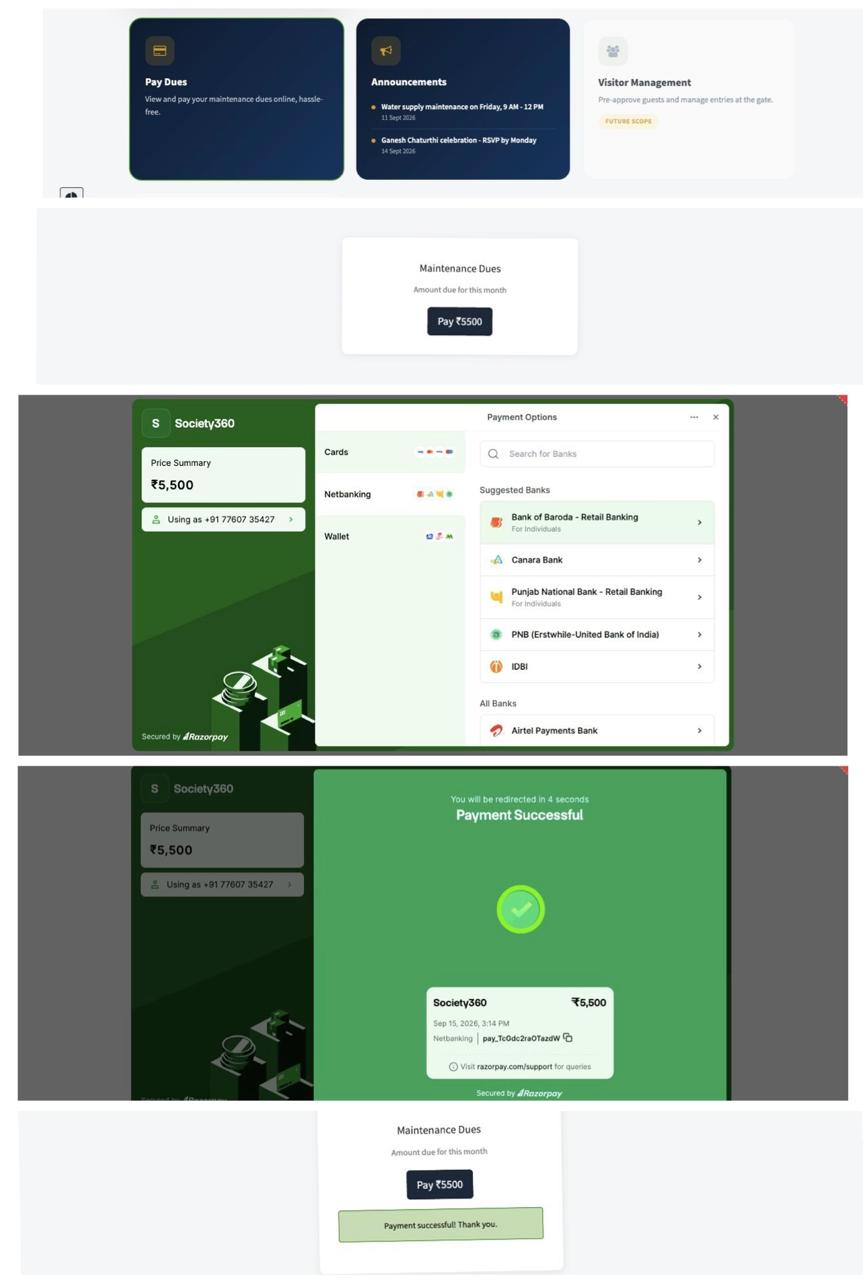 Pay Dues
View and pay your maintenance dues online, hassle-
free.
Announcements
Water supply maintenance on Friday, 9 AM - 12 PM
11 Sept 2026
Ganesh Chaturthi celebration - RSVP by Monday
14 Sept 2026
Visitor Management
Pre-approve guests and manage entries at the gate.
FUTURE SCOPE
Maintenance Dues
Amount due for this month
Pay ₹5500
S Society360
Price Summary
₹5,500
Using as +91 77607 35427
Secured by Razorpay
Payment Options
Cards
Netbanking
Wallet
Search for Banks
Suggested Banks
Bank of Baroda - Retail Banking
For Individuals
Canara Bank
Punjab National Bank - Retail Banking
For Individuals
PNB (Erstwhile-United Bank of India)
IDBI
All Banks
Airtel Payments Bank
S Society360
Price Summary
₹5,500
Using as +91 77607 35427
You will be redirected in 4 seconds
Payment Successful
Society360 ₹5,500
Sep 15, 2026, 3:14 PM
Netbanking | pay_TcGdc2raOTazdW
Visit razorpay.com/support for queries
Secured by Razorpay
Maintenance Dues
Amount due for this month
Pay ₹5500
Payment successful! Thank you.